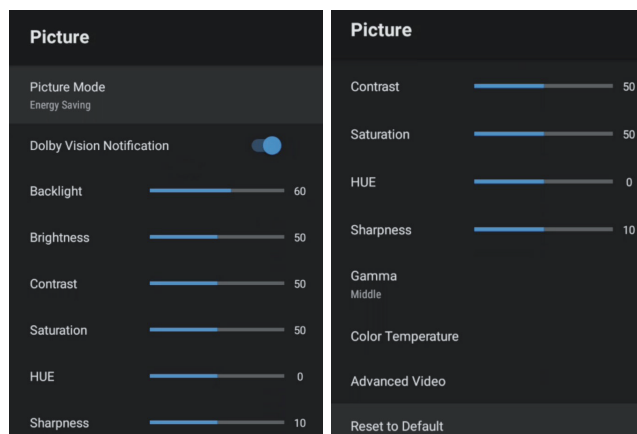 Picture
Picture Mode
Energy Saving
Dolby Vision Notification
Backlight 60
Brightness 50
Contrast 50
Saturation 50
HUE 0
Sharpness 10
Picture
Contrast 50
Saturation 50
HUE 0
Sharpness 10
Gamma
Middle
Color Temperature
Advanced Video
Reset to Default